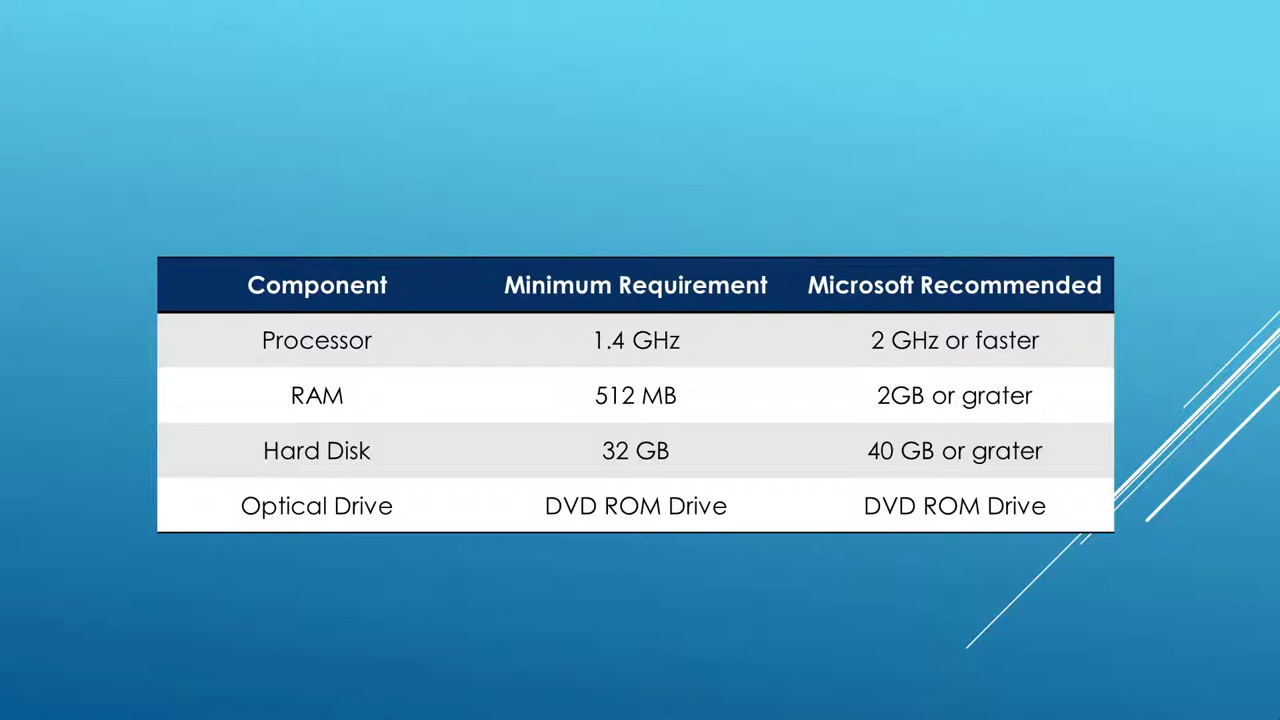 Component Minimum Requirement Microsoft Recommended
Processor 1.4 GHz 2 GHz or faster
RAM 512 MB 2GB or grater
Hard Disk 32 GB 40 GB or grater
Optical Drive DVD ROM Drive DVD ROM Drive